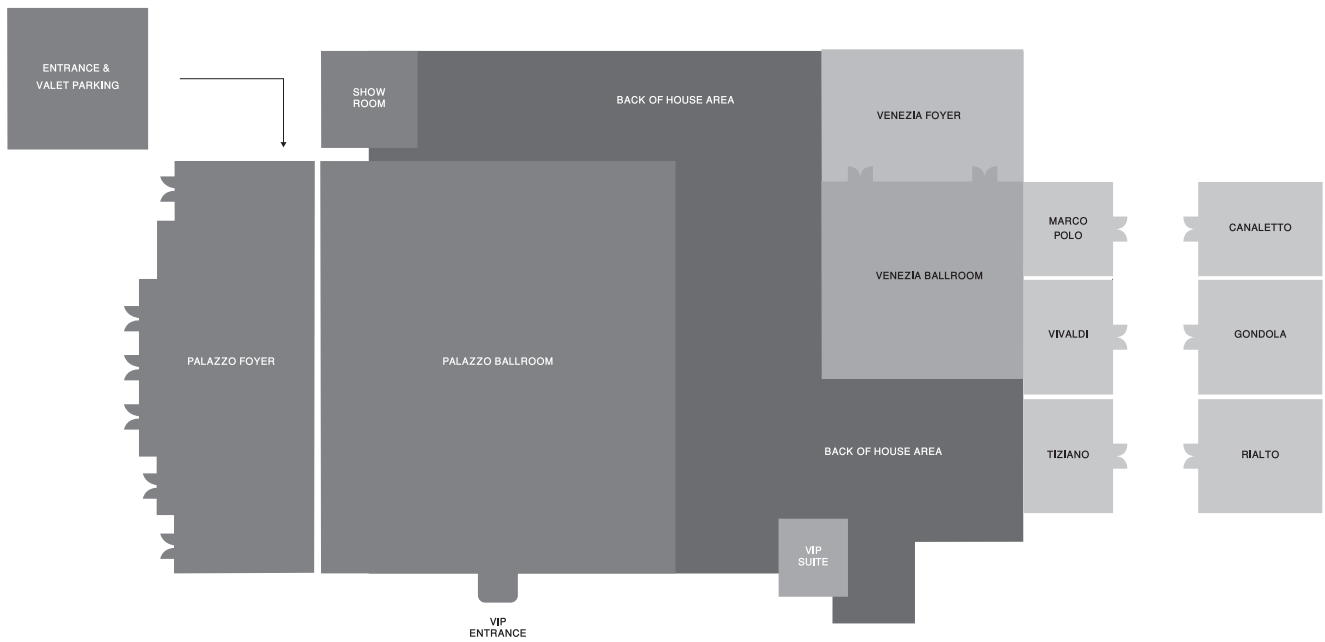 ENTRANCE &
VALET PARKING
SHOW
ROOM
BACK OF HOUSE AREA
VENEZIA FOYER
MARCO
POLO
CANALETTO
VENEZIA BALLROOM
VIVALDI
GONDOLA
PALAZZO FOYER
PALAZZO BALLROOM
BACK OF HOUSE AREA
TIZIANO
RIALTO
VIP
SUITE
VIP
ENTRANCE